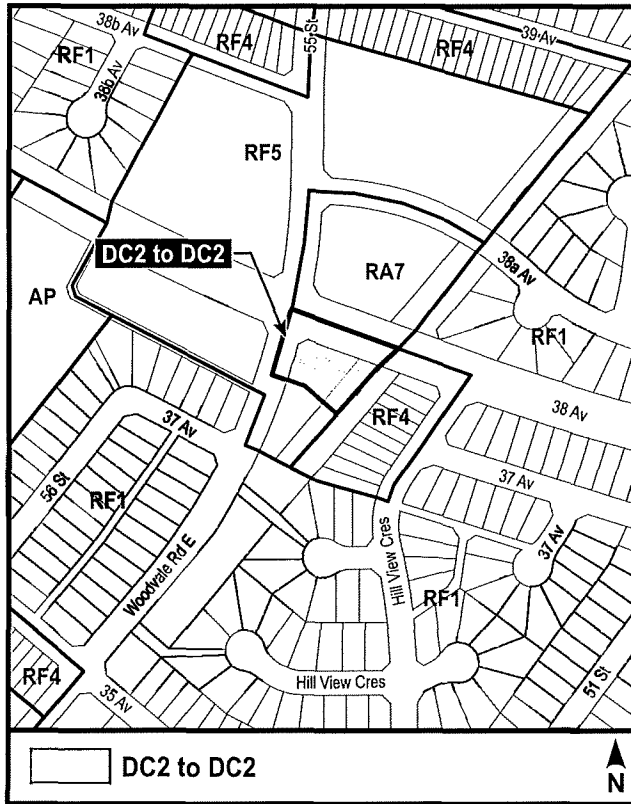 38b Av
RF1
38b Av
RF4
55 St
RF4
39 Av
RF5
DC2 to DC2
AP
RA7
38a Av
RF1
RF4
38 Av
37 Av
56 St
RF1
Woodvale Rd E
37 Av
37 Av
Hill View Cres
RF1
Hill View Cres
51 St
RF4
35 Av
DC2 to DC2
N